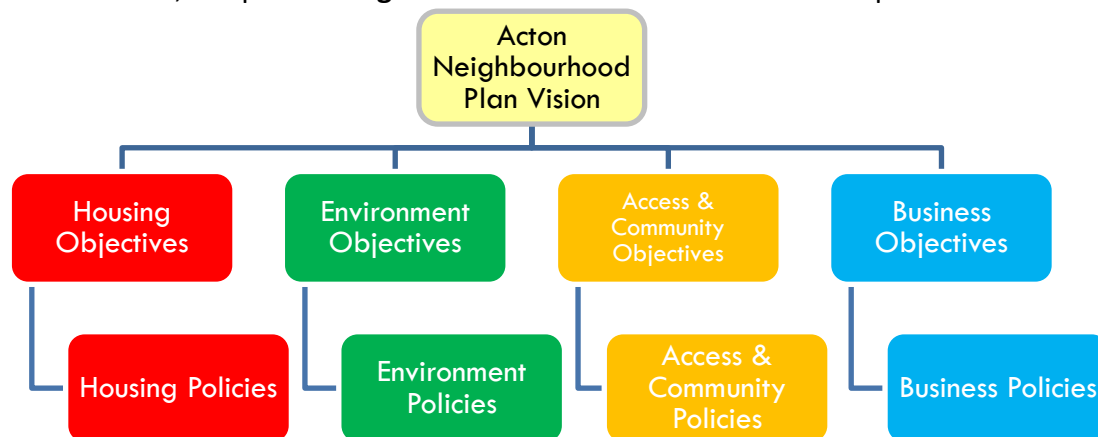 Acton
Neighbourhood
Plan Vision
Housing
Objectives
Environment
Objectives
Access &
Community
Objectives
Business
Objectives
Housing Policies
Environment
Policies
Access &
Community
Policies
Business Policies